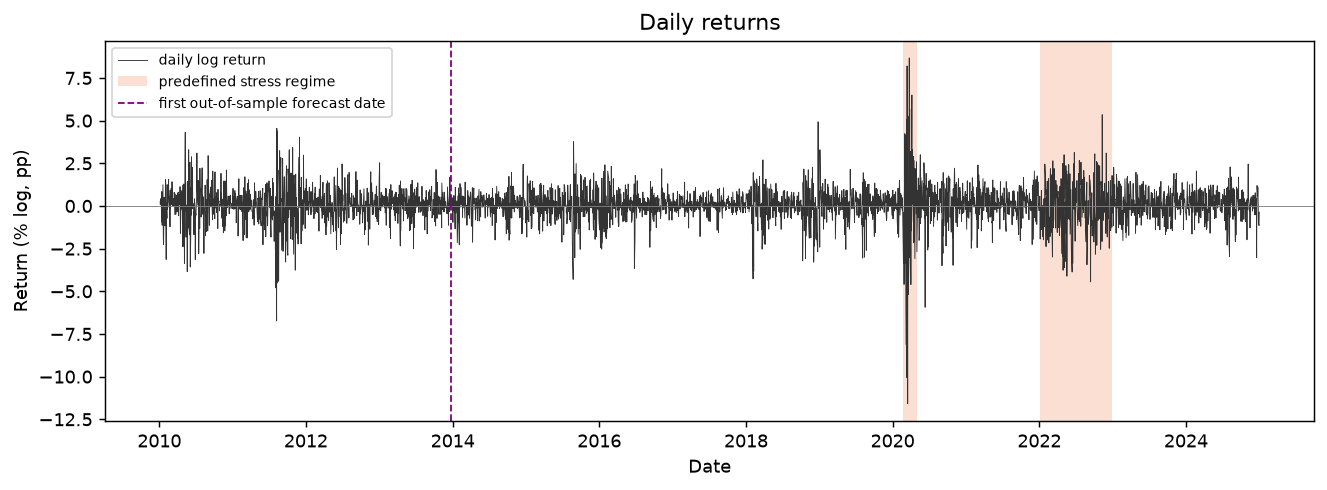 Daily returns
daily log return
predefined stress regime
first out-of-sample forecast date
7.5
5.0
2.5
0.0
−2.5
−5.0
−7.5
−10.0
−12.5
Return (% log, pp)
2010 2012 2014 2016 2018 2020 2022 2024
Date